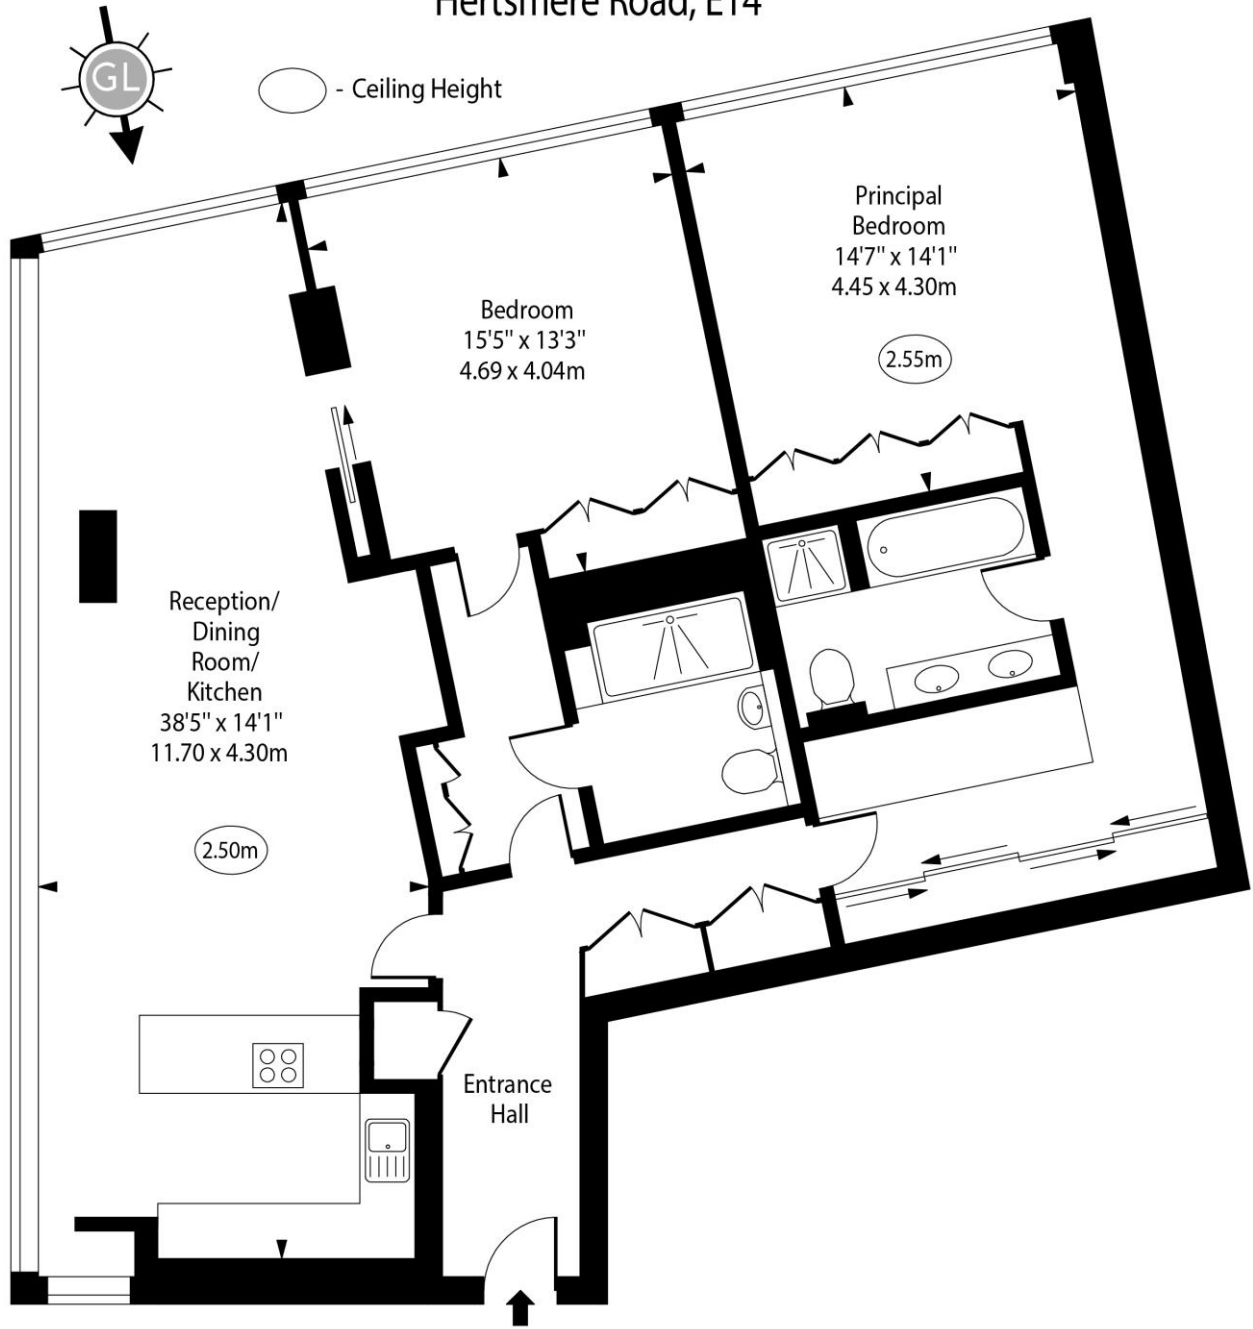 Hertsmere Road, E14
GL
- Ceiling Height
Principal
Bedroom
14'7" x 14'1"
4.45 x 4.30m
2.55m
Bedroom
15'5" x 13'3"
4.69 x 4.04m
Reception/
Dining
Room/
Kitchen
38'5" x 14'1"
11.70 x 4.30m
2.50m
Entrance
Hall